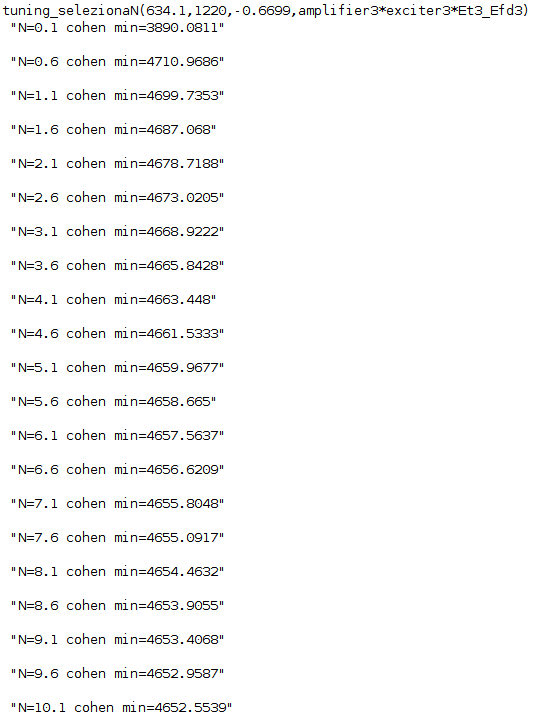 tuning_selezionaN(634.1,1220,-0.6699,amplifier3*exciter3*Et3_Efd3)
"N=0.1 cohen min=3890.0811"
"N=0.6 cohen min=4710.9686"
"N=1.1 cohen min=4699.7353"
"N=1.6 cohen min=4687.068"
"N=2.1 cohen min=4678.7188"
"N=2.6 cohen min=4673.0205"
"N=3.1 cohen min=4668.9222"
"N=3.6 cohen min=4665.8428"
"N=4.1 cohen min=4663.448"
"N=4.6 cohen min=4661.5333"
"N=5.1 cohen min=4659.9677"
"N=5.6 cohen min=4658.665"
"N=6.1 cohen min=4657.5637"
"N=6.6 cohen min=4656.6209"
"N=7.1 cohen min=4655.8048"
"N=7.6 cohen min=4655.0917"
"N=8.1 cohen min=4654.4632"
"N=8.6 cohen min=4653.9055"
"N=9.1 cohen min=4653.4068"
"N=9.6 cohen min=4652.9587"
"N=10.1 cohen min=4652.5539"